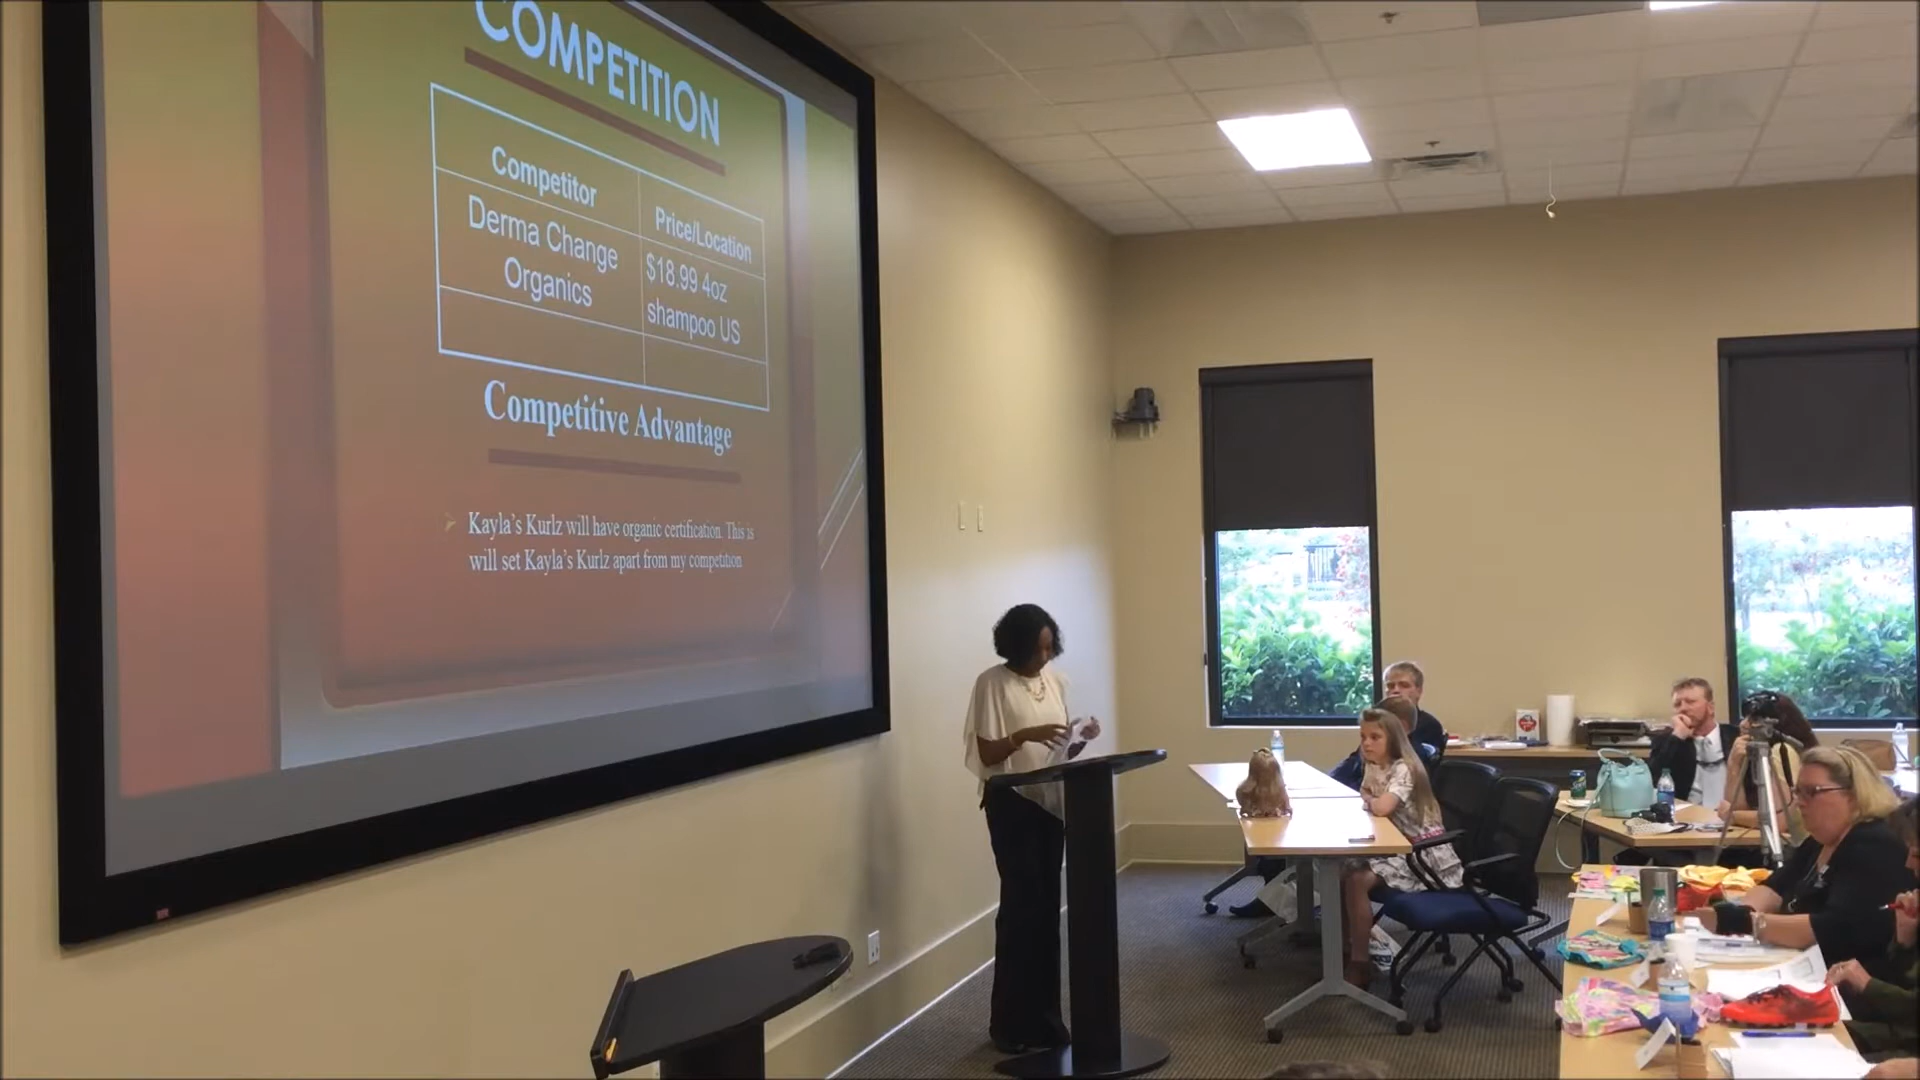 COMPETITION
Competitor
Price/Location
Derma Change
Organics
$18.99 4oz
shampoo US
Competitive Advantage
Kayla's Kurlz will have organic certification. This is
will set Kayla's Kurlz apart from my competition